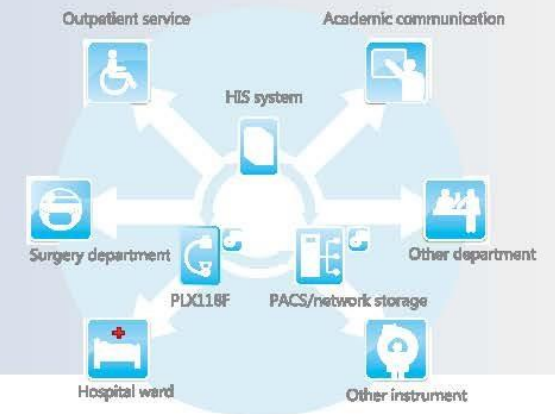 Outpatient service
Academic communication
HIS system
Surgery department
Other department
PLX118F
PACS/network storage
Hospital ward
Other instrument